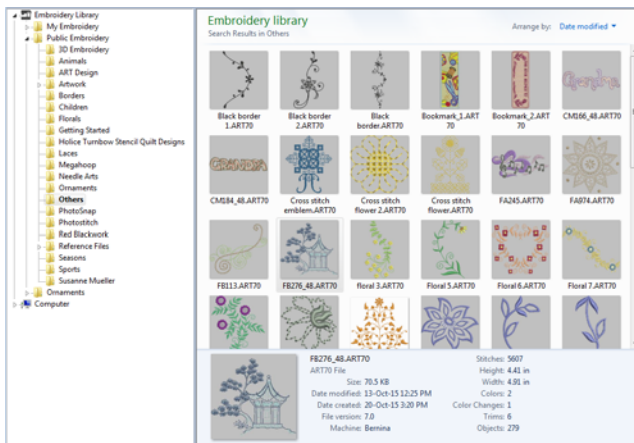 Embroidery Library
My Embroidery
Public Embroidery
3D Embroidery
Animals
ART Design
Artwork
Borders
Children
Florals
Getting Started
Holice Turnbow Stencil Quilt Designs
Laces
Megahoop
Needle Arts
Ornaments
Others
PhotoSnap
Photostitch
Red Blackwork
Reference Files
Seasons
Sports
Susanne Mueller
Ornaments
Computer
Embroidery library
Search Results in Others
Arrange by: Date modified
Black border
1.ART70
Black border
2.ART70
Black
border.ART70
Bookmark_1.ART
70
Bookmark_2.ART
70
CM166_48.ART70
CM184_48.ART70
Cross stitch
emblem.ART70
Cross stitch
flower 2.ART70
Cross stitch
flower.ART70
FA245.ART70
FA974.ART70
FB113.ART70
FB276_48.ART70
floral 3.ART70
Floral 5.ART70
Floral 6.ART70
Floral 7.ART70
FB276_48.ART70
ART70 File
Size: 70.5 KB
Date modified: 13-Oct-15 12:25 PM
Date created: 20-Oct-15 3:20 PM
File version: 7.0
Machine: Bernina
Stitches: 5607
Height: 4.41 in
Width: 4.91 in
Colors: 2
Color Changes: 1
Trims: 6
Objects: 279